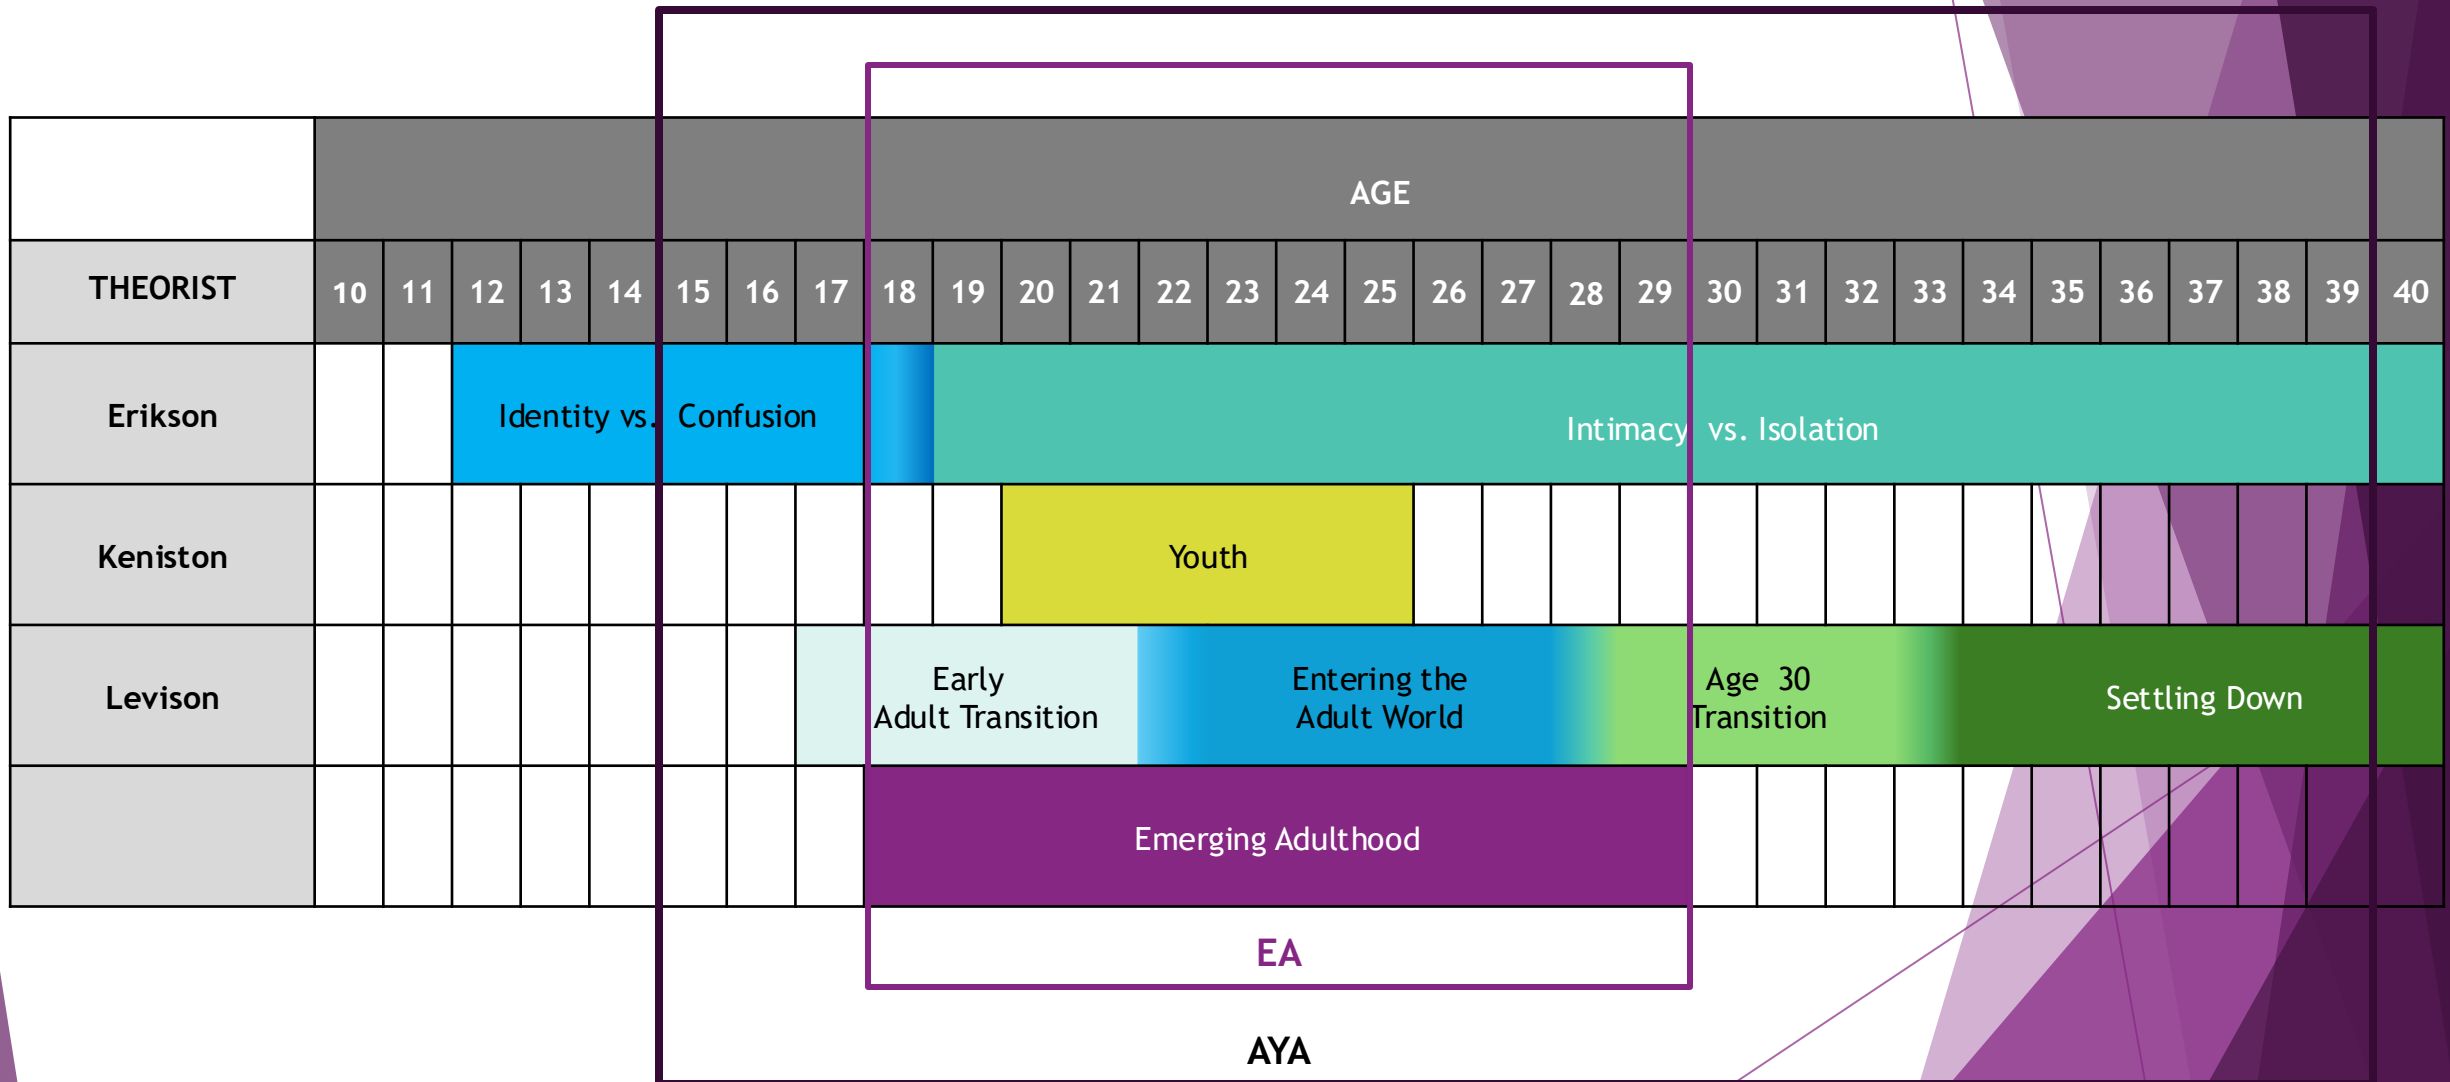 AGE
THEORIST 10 11 12 13 14 15 16 17 18 19 20 21 22 23 24 25 26 27 28 29 30 31 32 33 34 35 36 37 38 39 40
Erikson Identity vs. Confusion Intimacy vs. Isolation
Keniston Youth
Levison
Early
Adult Transition
Entering the
Adult World
Age 30
Transition
Settling Down
Emerging Adulthood
EA
AYA